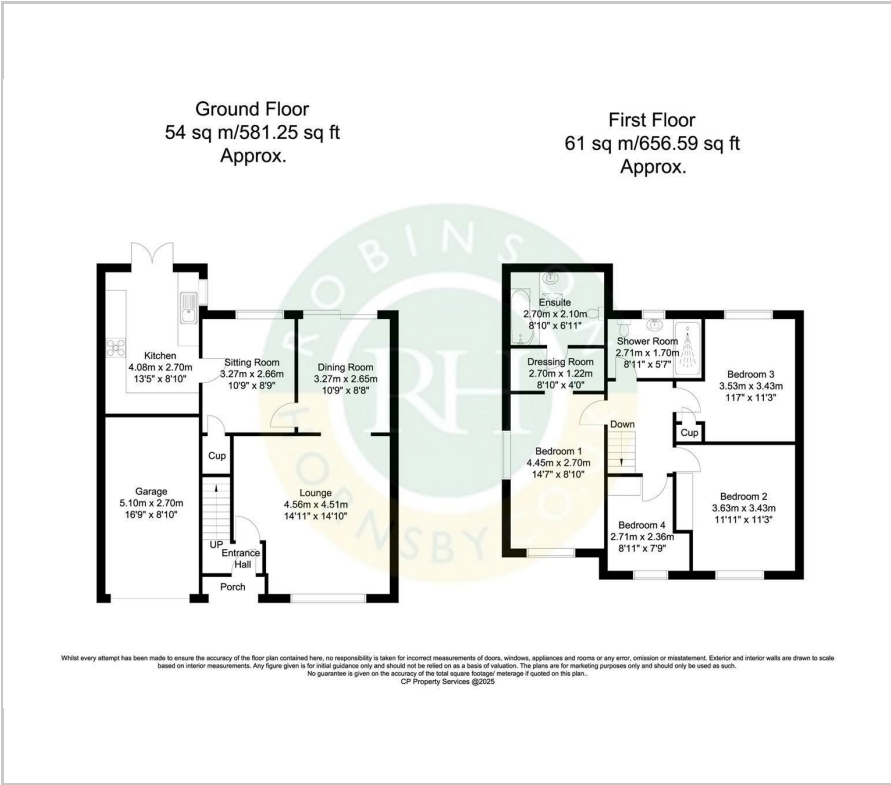 Ground Floor
54 sq m/581.25 sq ft
Approx.
First Floor
61 sq m/656.59 sq ft
Approx.
ROBINSON
RH
HORNSBY CO
Kitchen
4.08m x 2.70m
13'5" x 8'10"
Sitting Room
3.27m x 2.66m
10'9" x 8'9"
Dining Room
3.27m x 2.65m
10'9" x 8'8"
Cup
Garage
5.10m x 2.70m
16'9" x 8'10"
UP
Entrance
Hall
Porch
Lounge
4.56m x 4.51m
14'11" x 14'10"
Ensuite
2.70m x 2.10m
8'10" x 6'11"
Dressing Room
2.70m x 1.22m
8'10" x 4'0"
Shower Room
2.71m x 1.70m
8'11" x 5'7"
Bedroom 3
3.53m x 3.43m
11'7" x 11'3"
Down
Cup
Bedroom 1
4.45m x 2.70m
14'7" x 8'10"
Bedroom 2
3.63m x 3.43m
11'11" x 11'3"
Bedroom 4
2.71m x 2.36m
8'11" x 7'9"
Whilst every attempt has been made to ensure the accuracy of the floor plan contained here, no responsibility is taken for incorrect measurements of doors, windows, appliances and rooms or any error, omission or misstatement. Exterior and interior walls are drawn to scale
based on interior measurements. Any figure given is for initial guidance only and should not be relied on as a basis of valuation. The plans are for marketing purposes only and should only be used as such.
No guarantee is given on the accuracy of the total square footage/ meterage if quoted on this plan..
CP Property Services @2025